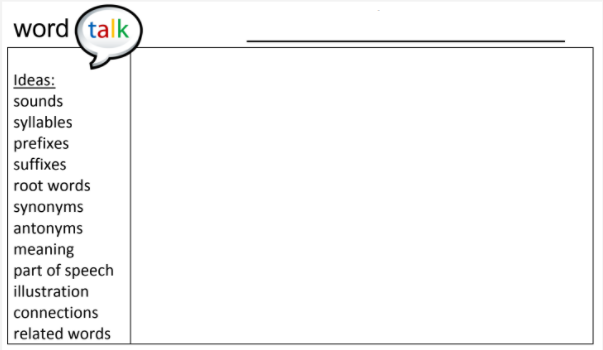 word talk
Ideas:
sounds
syllables
prefixes
suffixes
root words
synonyms
antonyms
meaning
part of speech
illustration
connections
related words